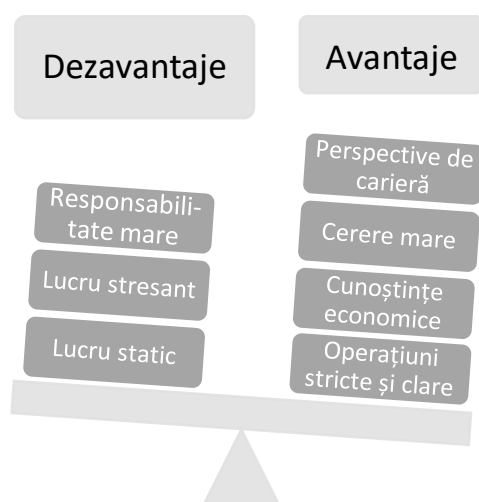 Dezavantaje
Avantaje
Responsabili-
tate mare
Lucru stresant
Lucru static
Perspective de
carieră
Cerere mare
Cunoștințe
economice
Operațiuni
stricte și clare